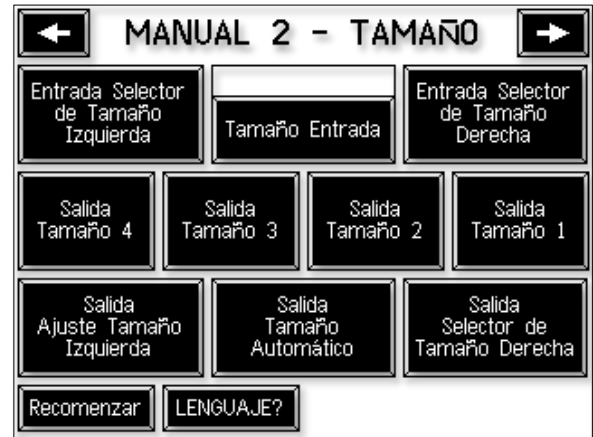 MANUAL 2 - TAMAÑO
Entrada Selector
de Tamaño
Izquierda
Tamaño Entrada
Entrada Selector
de Tamaño
Derecha
Salida
Tamaño 4
Salida
Tamaño 3
Salida
Tamaño 2
Salida
Tamaño 1
Salida
Ajuste Tamaño
Izquierda
Salida
Tamaño
Automático
Salida
Selector de
Tamaño Derecha
Recomenzar
LENGUAJE?